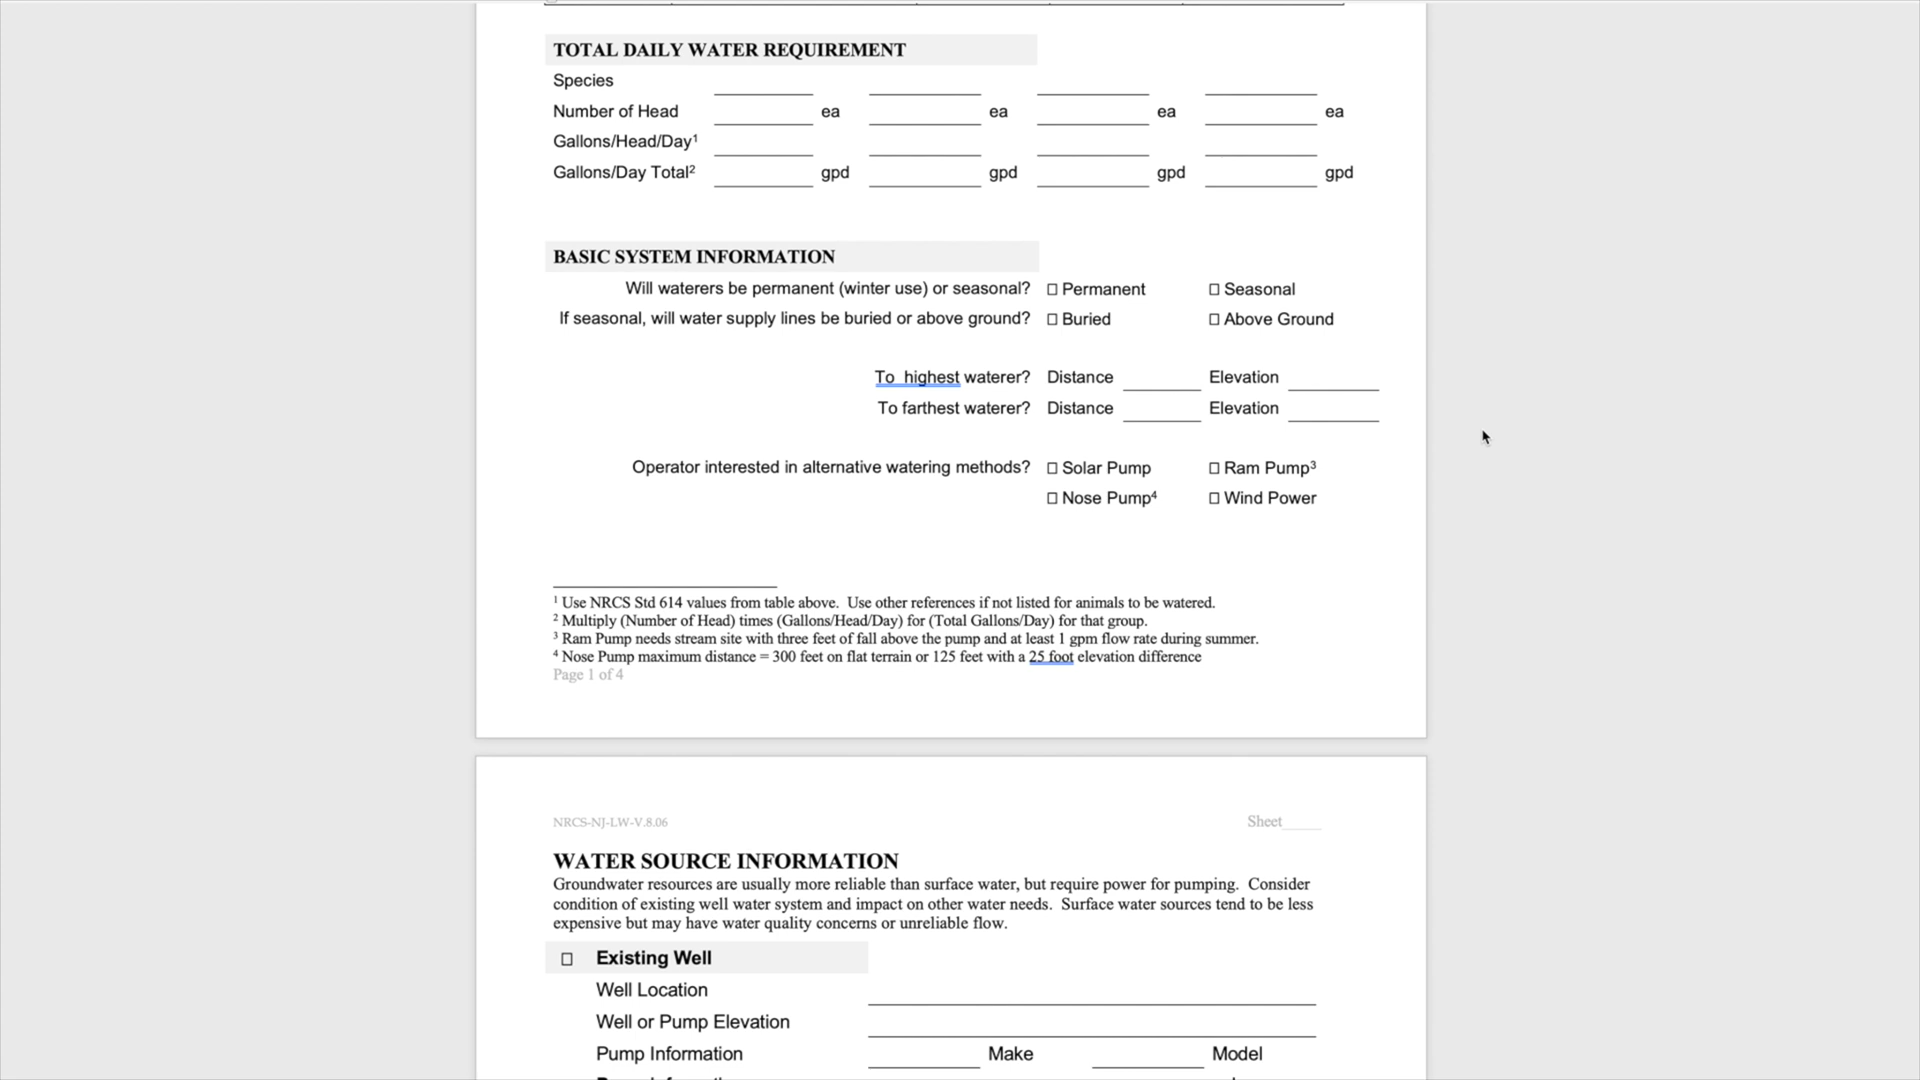 TOTAL DAILY WATER REQUIREMENT
Species
Number of Head ea ea ea ea
Gallons/Head/Day¹
Gallons/Day Total² gpd gpd gpd gpd
BASIC SYSTEM INFORMATION
Will waterers be permanent (winter use) or seasonal? ☐ Permanent ☐ Seasonal
If seasonal, will water supply lines be buried or above ground? ☐ Buried ☐ Above Ground
To highest waterer? Distance ______ Elevation ______
To farthest waterer? Distance ______ Elevation ______
Operator interested in alternative watering methods? ☐ Solar Pump ☐ Ram Pump³
☐ Nose Pump⁴ ☐ Wind Power
¹ Use NRCS Std 614 values from table above. Use other references if not listed for animals to be watered.
² Multiply (Number of Head) times (Gallons/Head/Day) for (Total Gallons/Day) for that group.
³ Ram Pump needs stream site with three feet of fall above the pump and at least 1 gpm flow rate during summer.
⁴ Nose Pump maximum distance = 300 feet on flat terrain or 125 feet with a 25 foot elevation difference
Page 1 of 4
NRCS-NJ-LW-V.8.06 Sheet_____
WATER SOURCE INFORMATION
Groundwater resources are usually more reliable than surface water, but require power for pumping. Consider
condition of existing well water system and impact on other water needs. Surface water sources tend to be less
expensive but may have water quality concerns or unreliable flow.
☐ Existing Well
Well Location
Well or Pump Elevation
Pump Information ______ Make ______ Model